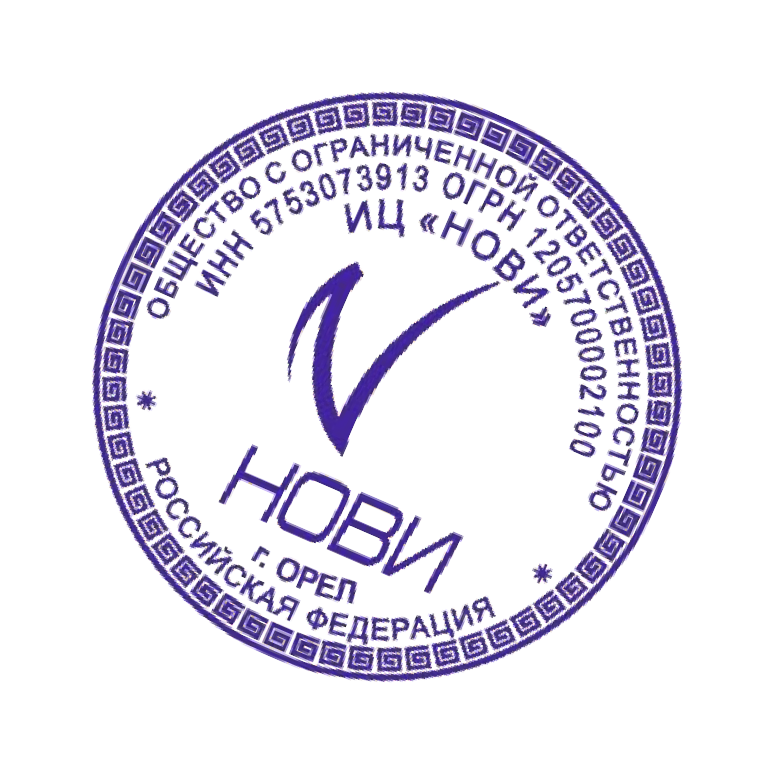 ОБЩЕСТВО С ОГРАНИЧЕННОЙ ОТВЕТСТВЕННОСТЬЮ
ИНН 5753073913 ОГРН 1205700002100
ИЦ «НОВИ»
НОВИ
г. ОРЕЛ
РОССИЙСКАЯ ФЕДЕРАЦИЯ